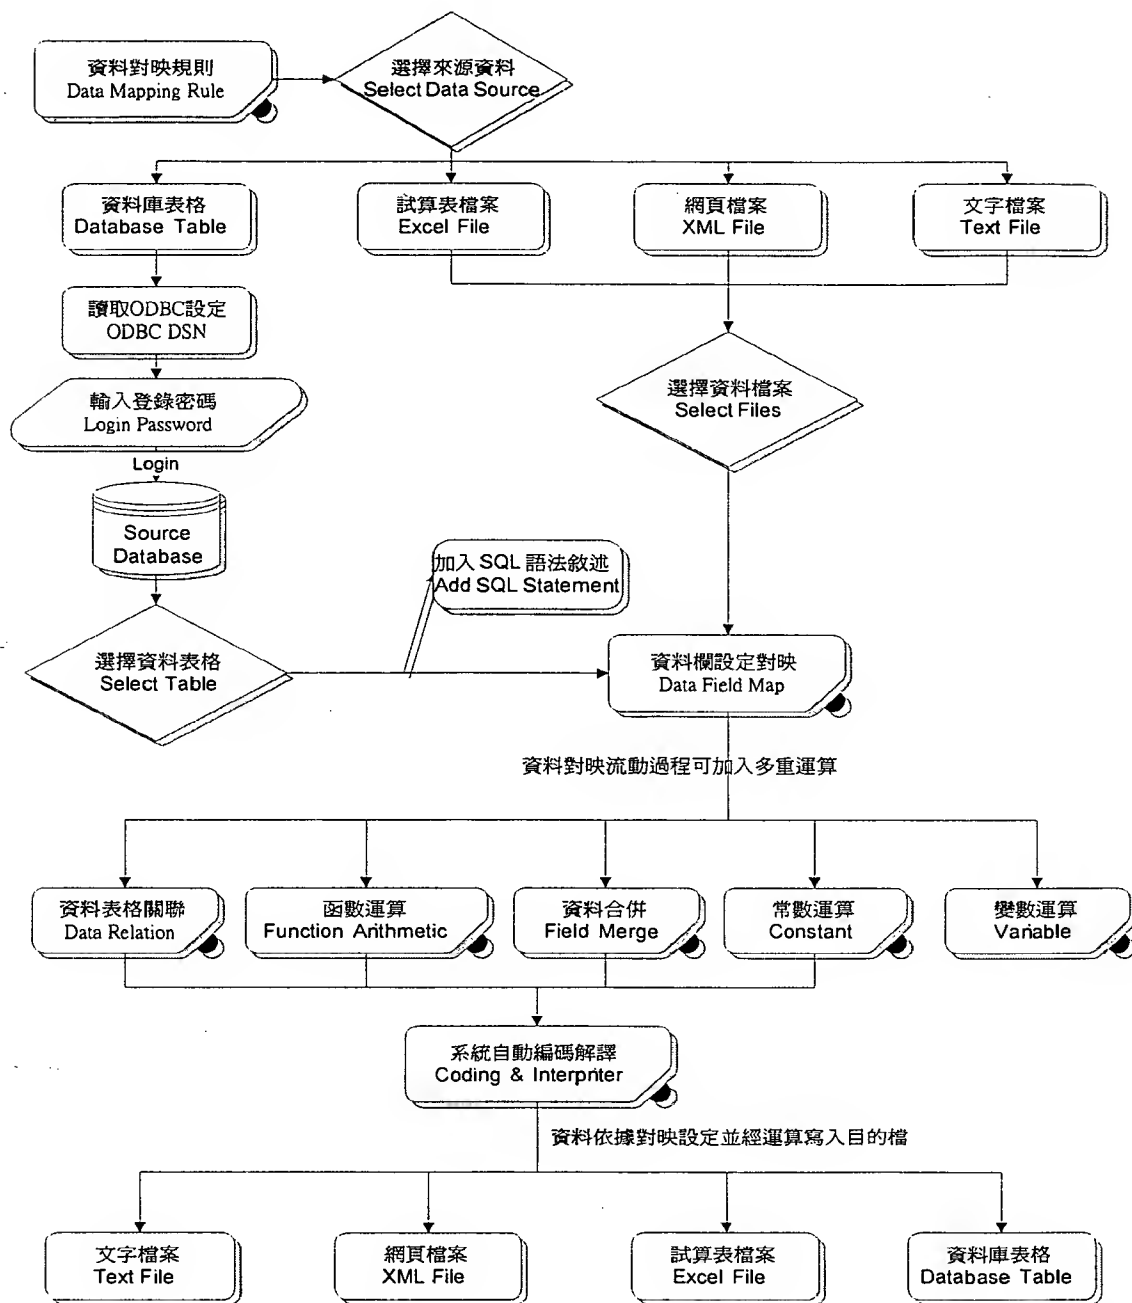 資料對映規則
Data Mapping Rule
選擇來源資料
Select Data Source
資料庫表格
Database Table
試算表檔案
Excel File
網頁檔案
XML File
文字檔案
Text File
讀取ODBC設定
ODBC DSN
輸入登錄密碼
Login Password
Login
選擇資料檔案
Select Files
Source
Database
加入 SQL 語法敘述
Add SQL Statement
選擇資料表格
Select Table
資料欄設定對映
Data Field Map
資料對映流動過程可加入多重運算
資料表格關聯
Data Relation
函數運算
Function Arithmetic
資料合併
Field Merge
常數運算
Constant
變數運算
Variable
系統自動編碼解譯
Coding & Interpriter
資料依據對映設定並經運算寫入目的檔
文字檔案
Text File
網頁檔案
XML File
試算表檔案
Excel File
資料庫表格
Database Table